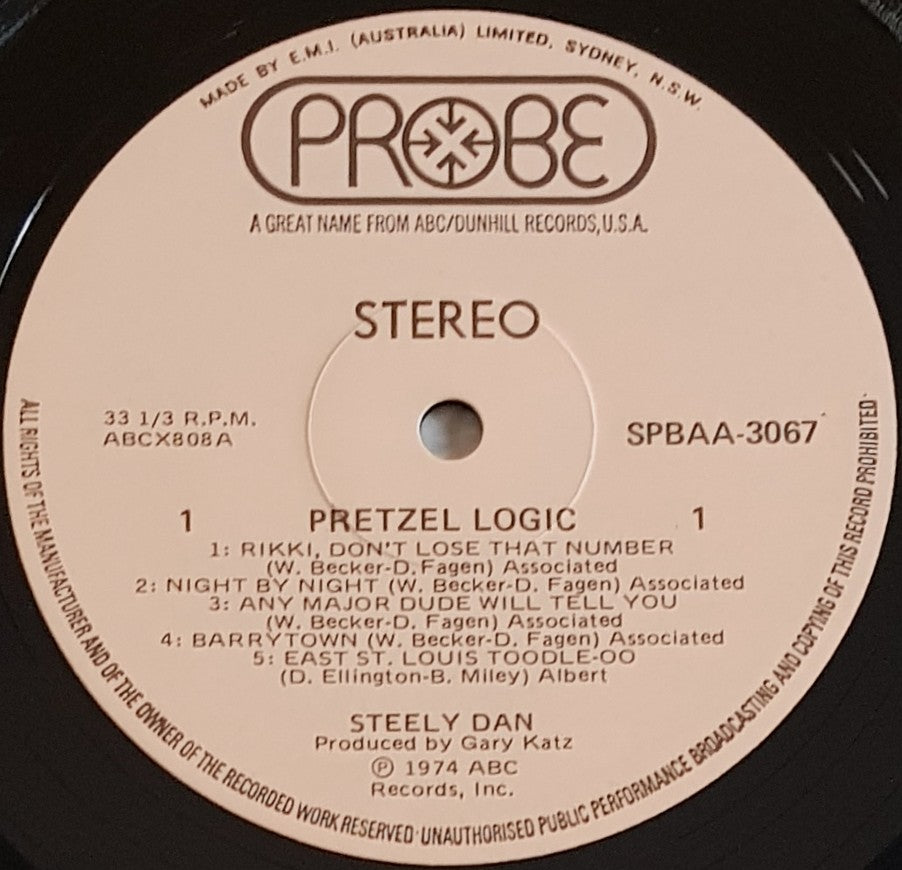 MADE BY E.M.I. (AUSTRALIA) LIMITED, SYDNEY, N.S.W.
PROBE
A GREAT NAME FROM ABC/DUNHILL RECORDS, U.S.A.
STEREO
33 1/3 R.P.M.
ABCX808A
SPBAA-3067
1 PRETZEL LOGIC 1
1: RIKKI, DON'T LOSE THAT NUMBER
(W. Becker-D. Fagen) Associated
2: NIGHT BY NIGHT (W. Becker-D. Fagen) Associated
3: ANY MAJOR DUDE WILL TELL YOU
(W. Becker-D. Fagen) Associated
4: BARRYTOWN (W. Becker-D. Fagen) Associated
5: EAST ST. LOUIS TOODLE-OO
(D. Ellington-B. Miley) Albert
STEELY DAN
Produced by Gary Katz
℗ 1974 ABC
Records, Inc.
ALL RIGHTS OF THE MANUFACTURER AND OF THE OWNER OF THE RECORDED WORK RESERVED · UNAUTHORISED PUBLIC PERFORMANCE BROADCASTING AND COPYING OF THIS RECORD PROHIBITED ·